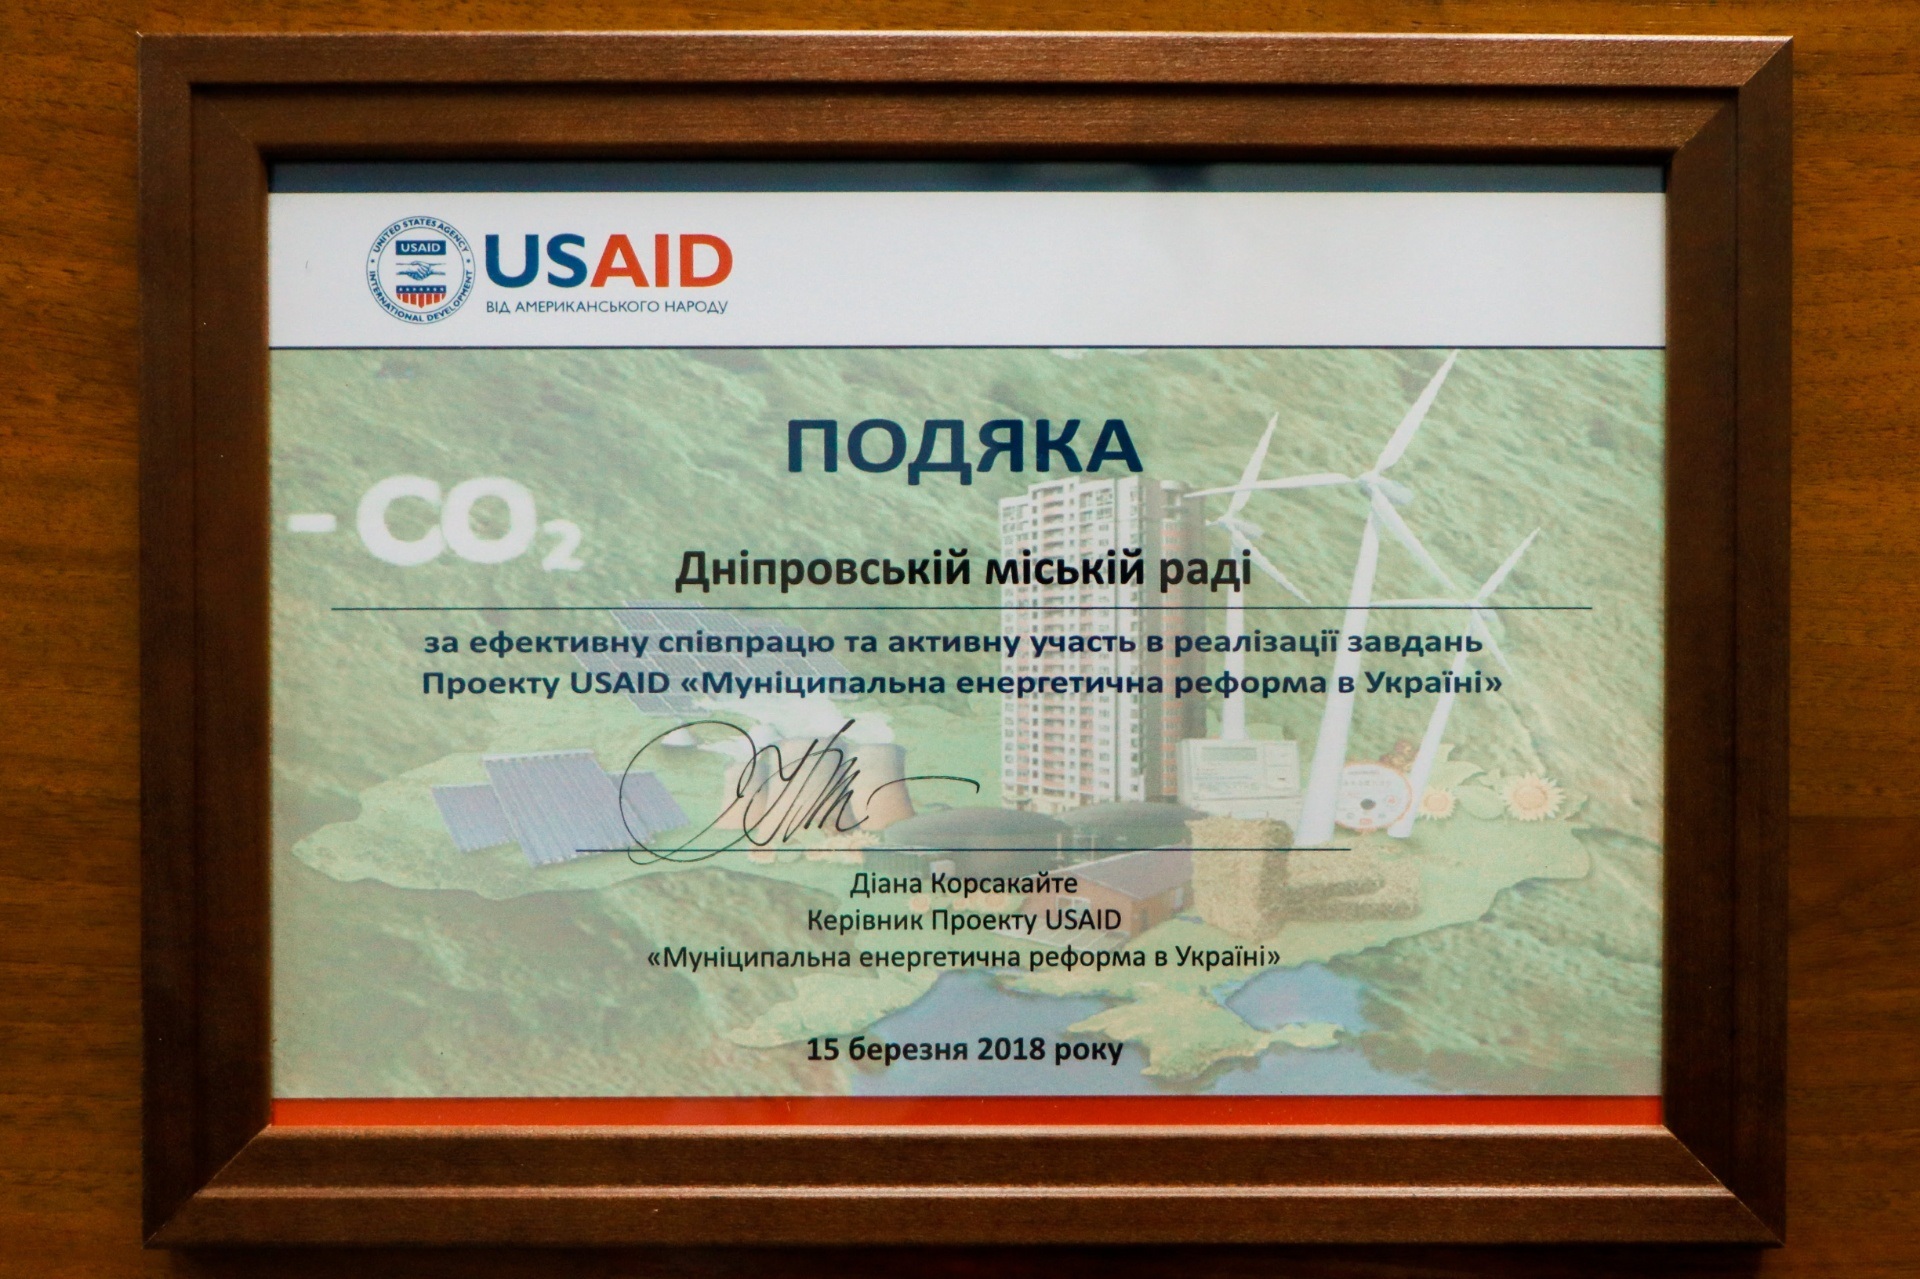 UNITED STATES AGENCY
USAID
INTERNATIONAL DEVELOPMENT
USAID
ВІД АМЕРИКАНСЬКОГО НАРОДУ
ПОДЯКА
- CO2
Дніпровській міській раді
за ефективну співпрацю та активну участь в реалізації завдань
Проекту USAID «Муніципальна енергетична реформа в Україні»
Діана Корсакайте
Керівник Проекту USAID
«Муніципальна енергетична реформа в Україні»
15 березня 2018 року